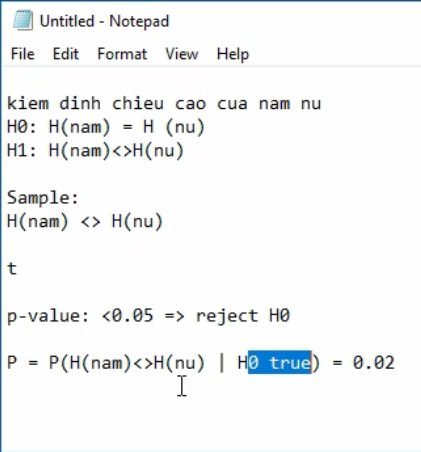 Untitled - Notepad
File Edit Format View Help
kiem dinh chieu cao cua nam nu
H0: H(nam) = H (nu)
H1: H(nam)<>H(nu)
Sample:
H(nam) <> H(nu)
t
p-value: <0.05 => reject H0
P = P(H(nam)<>H(nu) | H0 true) = 0.02